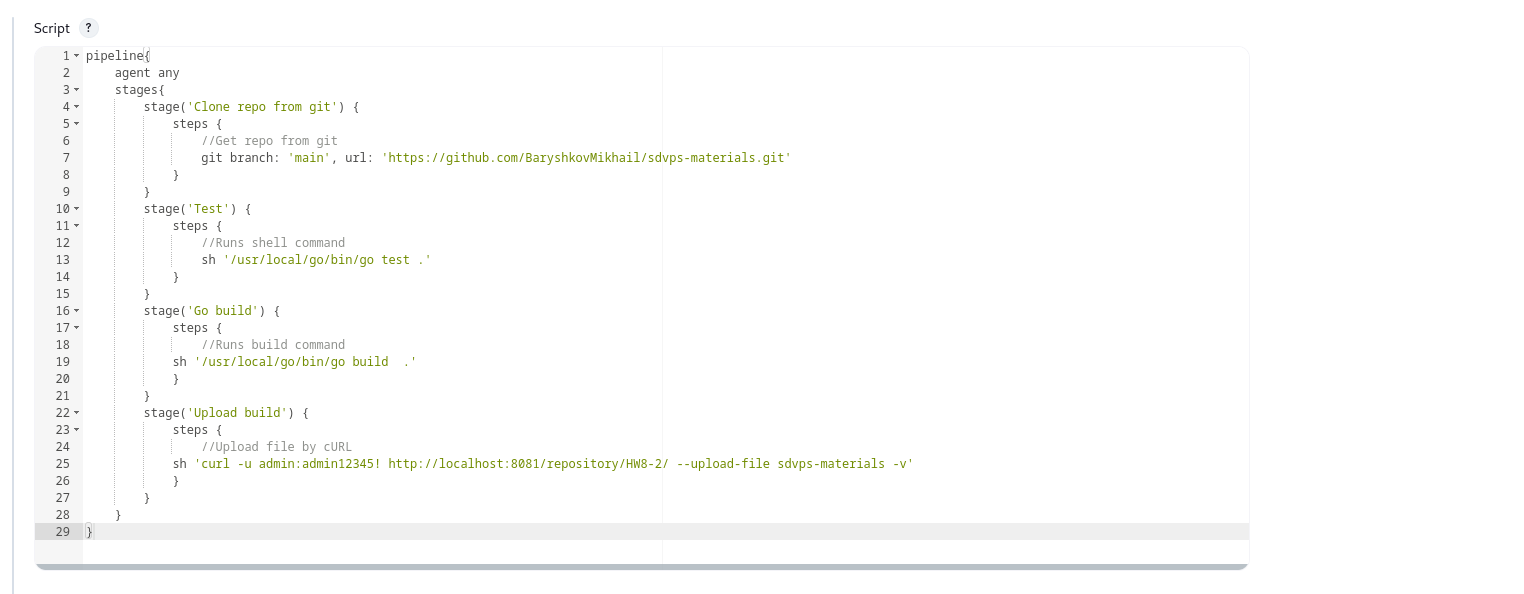 Script ?
1 pipeline{
2     agent any
3     stages{
4         stage('Clone repo from git') {
5             steps {
6                 //Get repo from git
7                 git branch: 'main', url: 'https://github.com/BaryshkovMikhail/sdvps-materials.git'
8             }
9         }
10         stage('Test') {
11             steps {
12                 //Runs shell command
13                 sh '/usr/local/go/bin/go test .'
14             }
15         }
16         stage('Go build') {
17             steps {
18                 //Runs build command
19             sh '/usr/local/go/bin/go build  .'
20             }
21         }
22         stage('Upload build') {
23             steps {
24                 //Upload file by cURL
25             sh 'curl -u admin:admin12345! http://localhost:8081/repository/HW8-2/ --upload-file sdvps-materials -v'
26             }
27         }
28     }
29 }